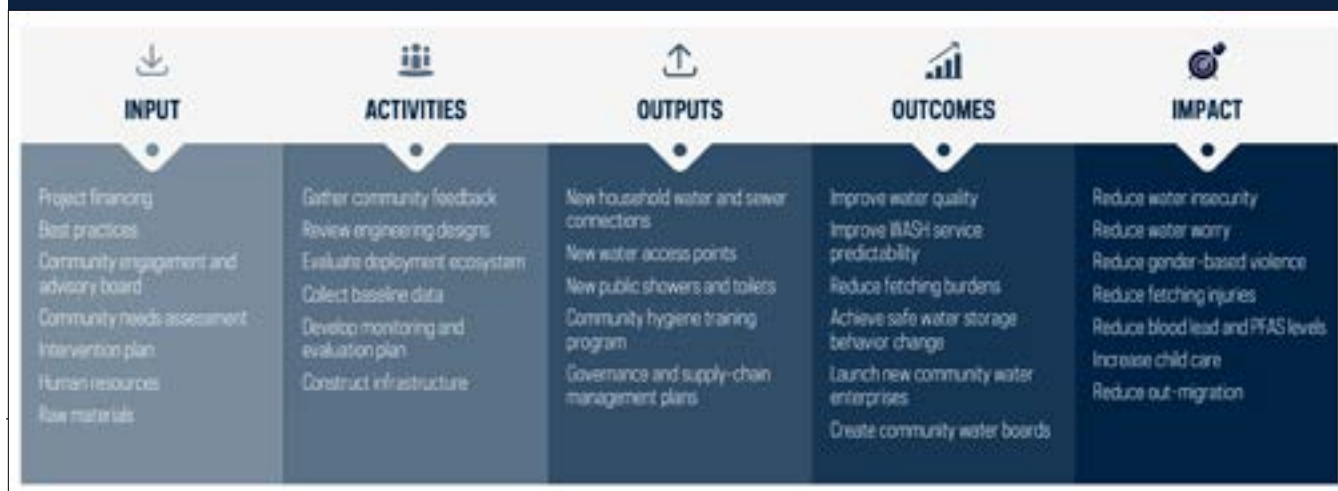 INPUT
Project financing
Best practices
Community engagement and
advisory board
Community needs assessment
Intervention plan
Human resources
Raw materials
ACTIVITIES
Gather community feedback
Review engineering designs
Evaluate deployment ecosystem
Collect baseline data
Develop monitoring and
evaluation plan
Construct infrastructure
OUTPUTS
New household water and sewer
connections
New water access points
New public showers and toilets
Community hygiene training
program
Governance and supply-chain
management plans
OUTCOMES
Improve water quality
Improve WASH service
predictability
Reduce fetching burdens
Achieve safe water storage
behavior change
Launch new community water
enterprises
Create community water boards
IMPACT
Reduce water insecurity
Reduce water worry
Reduce gender-based violence
Reduce fetching injuries
Reduce blood lead and PFAS levels
Increase child care
Reduce out-migration